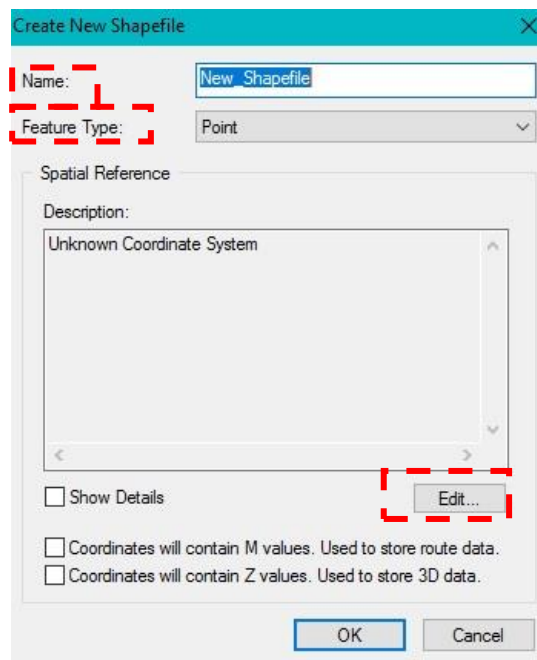 Create New Shapefile
Name: New_Shapefile
Feature Type: Point
Spatial Reference
Description:
Unknown Coordinate System
Show Details Edit...
Coordinates will contain M values. Used to store route data.
Coordinates will contain Z values. Used to store 3D data.
OK Cancel